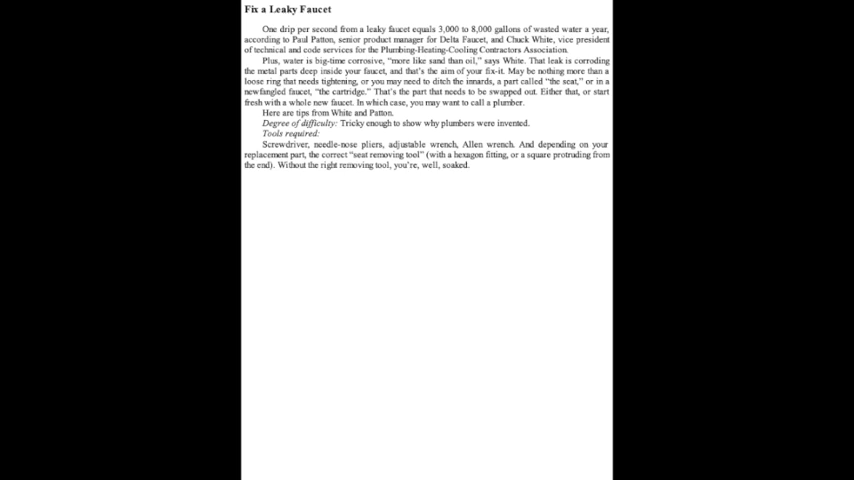 Fix a Leaky Faucet
One drip per second from a leaky faucet equals 3,000 to 8,000 gallons of wasted water a year,
according to Paul Patton, senior product manager for Delta Faucet, and Chuck White, vice president
of technical and code services for the Plumbing-Heating-Cooling Contractors Association.
Plus, water is big-time corrosive, “more like sand than oil,” says White. That leak is corroding
the metal parts deep inside your faucet, and that’s the aim of your fix-it. May be nothing more than a
loose ring that needs tightening, or you may need to ditch the innards, a part called “the seat,” or in a
newfangled faucet, “the cartridge.” That’s the part that needs to be swapped out. Either that, or start
fresh with a whole new faucet. In which case, you may want to call a plumber.
Here are tips from White and Patton.
Degree of difficulty: Tricky enough to show why plumbers were invented.
Tools required:
Screwdriver, needle-nose pliers, adjustable wrench, Allen wrench. And depending on your
replacement part, the correct “seat removing tool” (with a hexagon fitting, or a square protruding from
the end). Without the right removing tool, you’re, well, soaked.